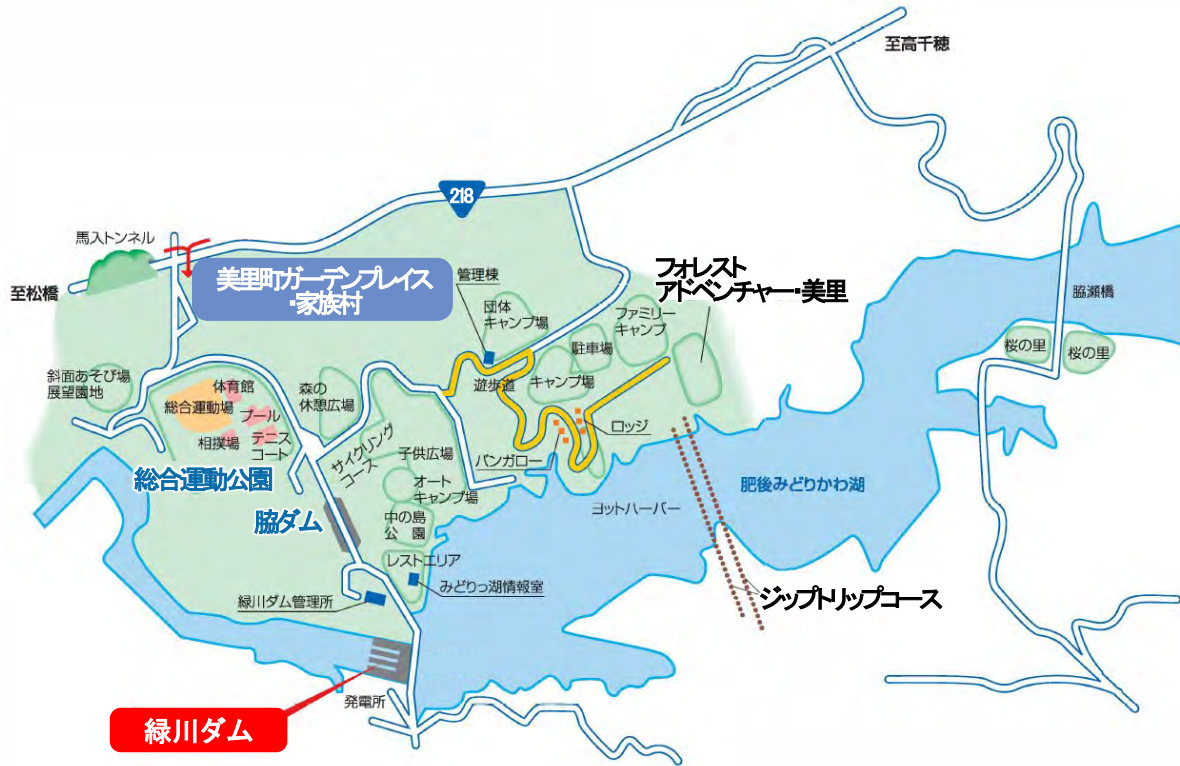 至高千穂
218
馬入トンネル
至松橋
美里町ガーデンプレイス
・家族村
管理棟
団体
キャンプ場
フォレスト
アドベンチャー・美里
ファミリー
キャンプ
駐車場
脇瀬橋
桜の里
桜の里
斜面あそび場
展望園地
体育館
総合運動場
プール
相撲場
テニス
コート
森の
休憩広場
遊歩道
キャンプ場
ロッジ
バンガロー
サイクリング
コース
子供広場
オート
キャンプ場
総合運動公園
脇ダム
中の島
公園
ヨットハーバー
肥後みどりかわ湖
レストエリア
みどりっ湖情報室
緑川ダム管理所
ジップトリップコース
発電所
緑川ダム